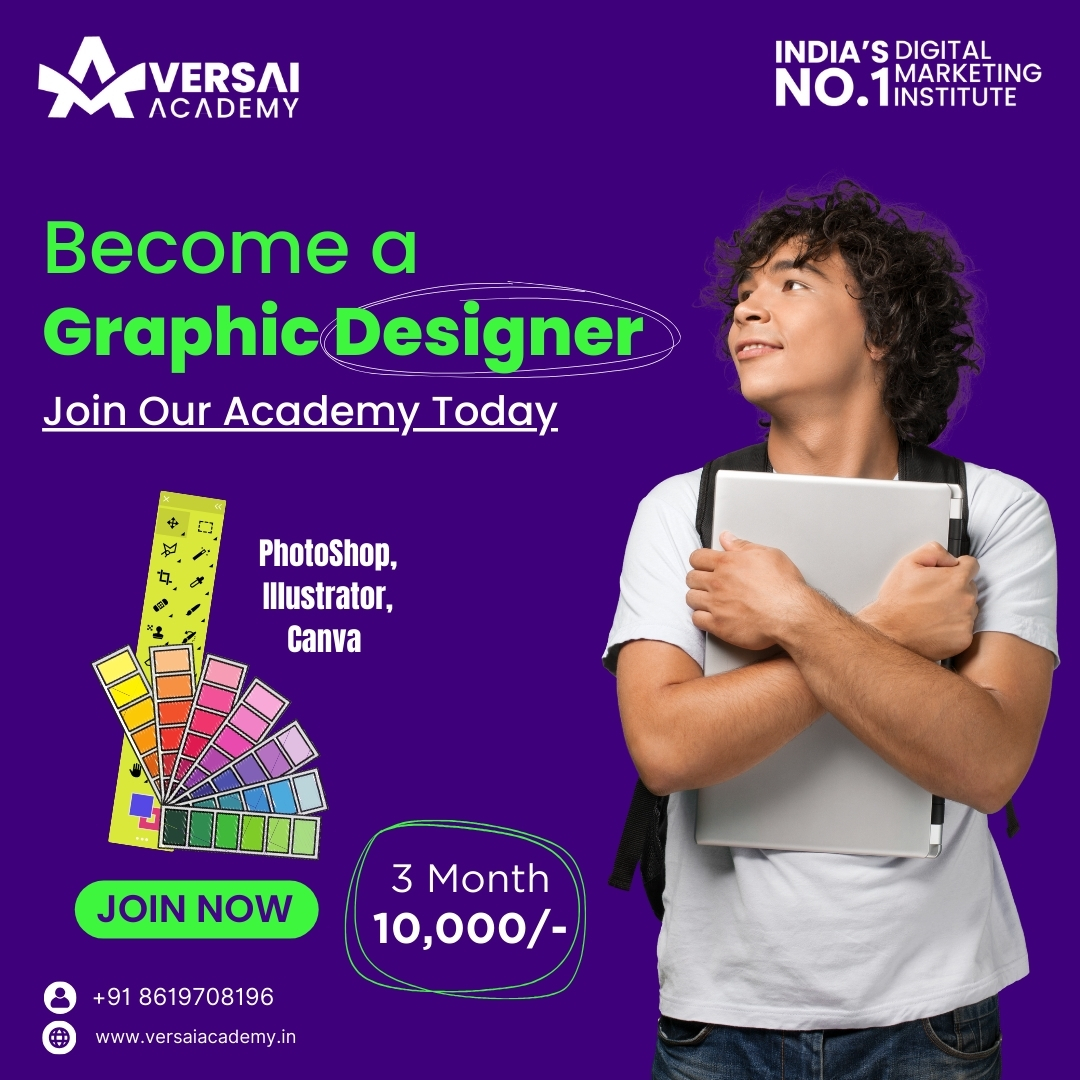 VERSAI
ACADEMY
INDIA'S DIGITAL
NO.1 MARKETING
INSTITUTE
Become a
Graphic Designer
Join Our Academy Today
PhotoShop,
Illustrator,
Canva
JOIN NOW
3 Month
10,000/-
+91 8619708196
www.versaiacademy.in